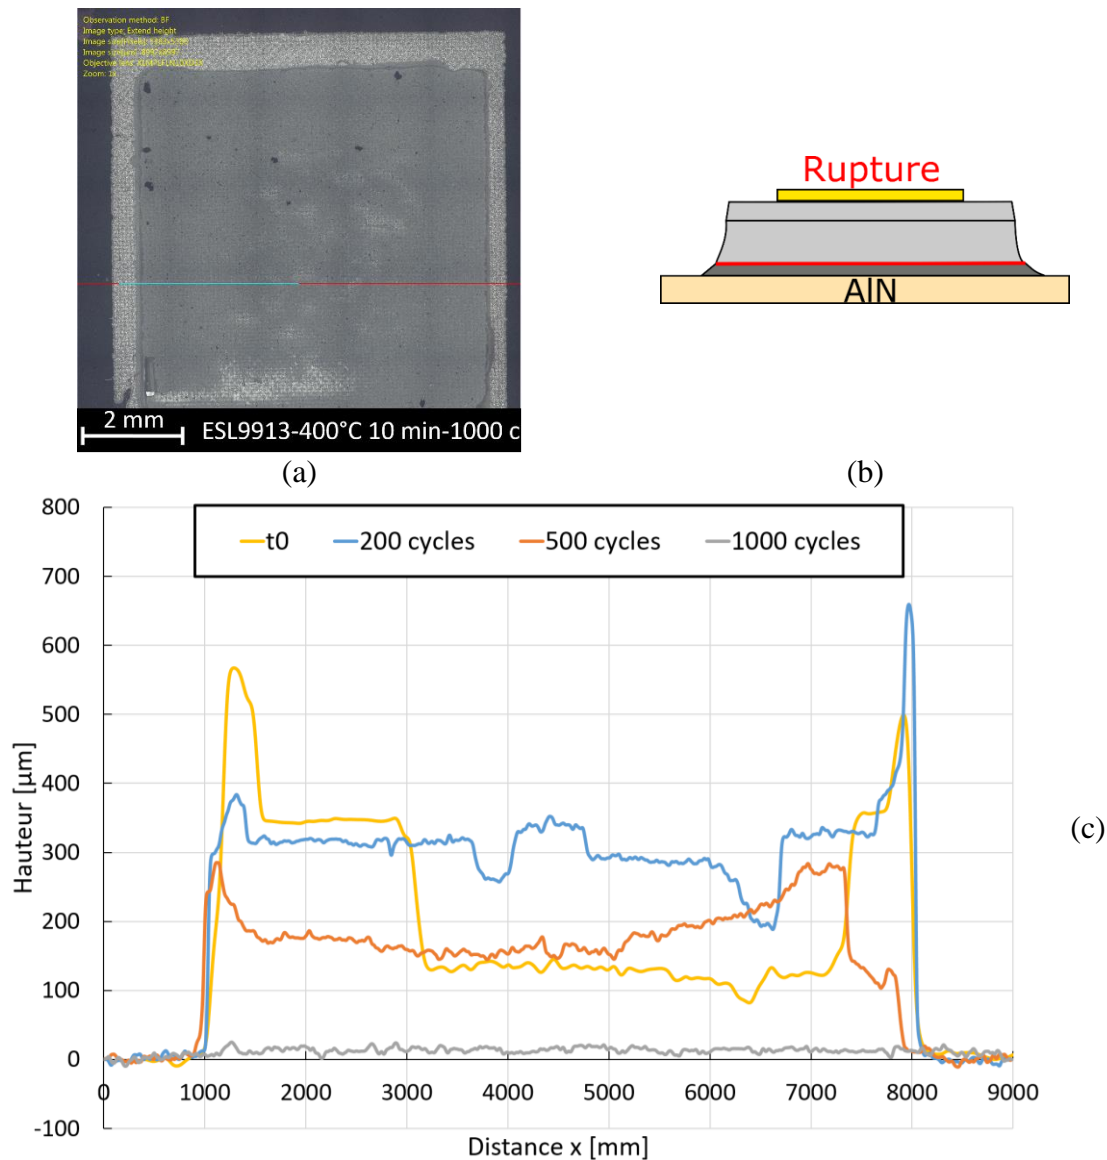 Observation method: BF
Image type: Extend height
Zoom: 1x
2 mm
ESL9913-400°C 10 min-1000 c
(a)
Rupture
AlN
(b)
t0
200 cycles
500 cycles
1000 cycles
800
700
600
500
400
300
200
100
0
-100
Hauteur [µm]
0 1000 2000 3000 4000 5000 6000 7000 8000 9000
Distance x [mm]
(c)